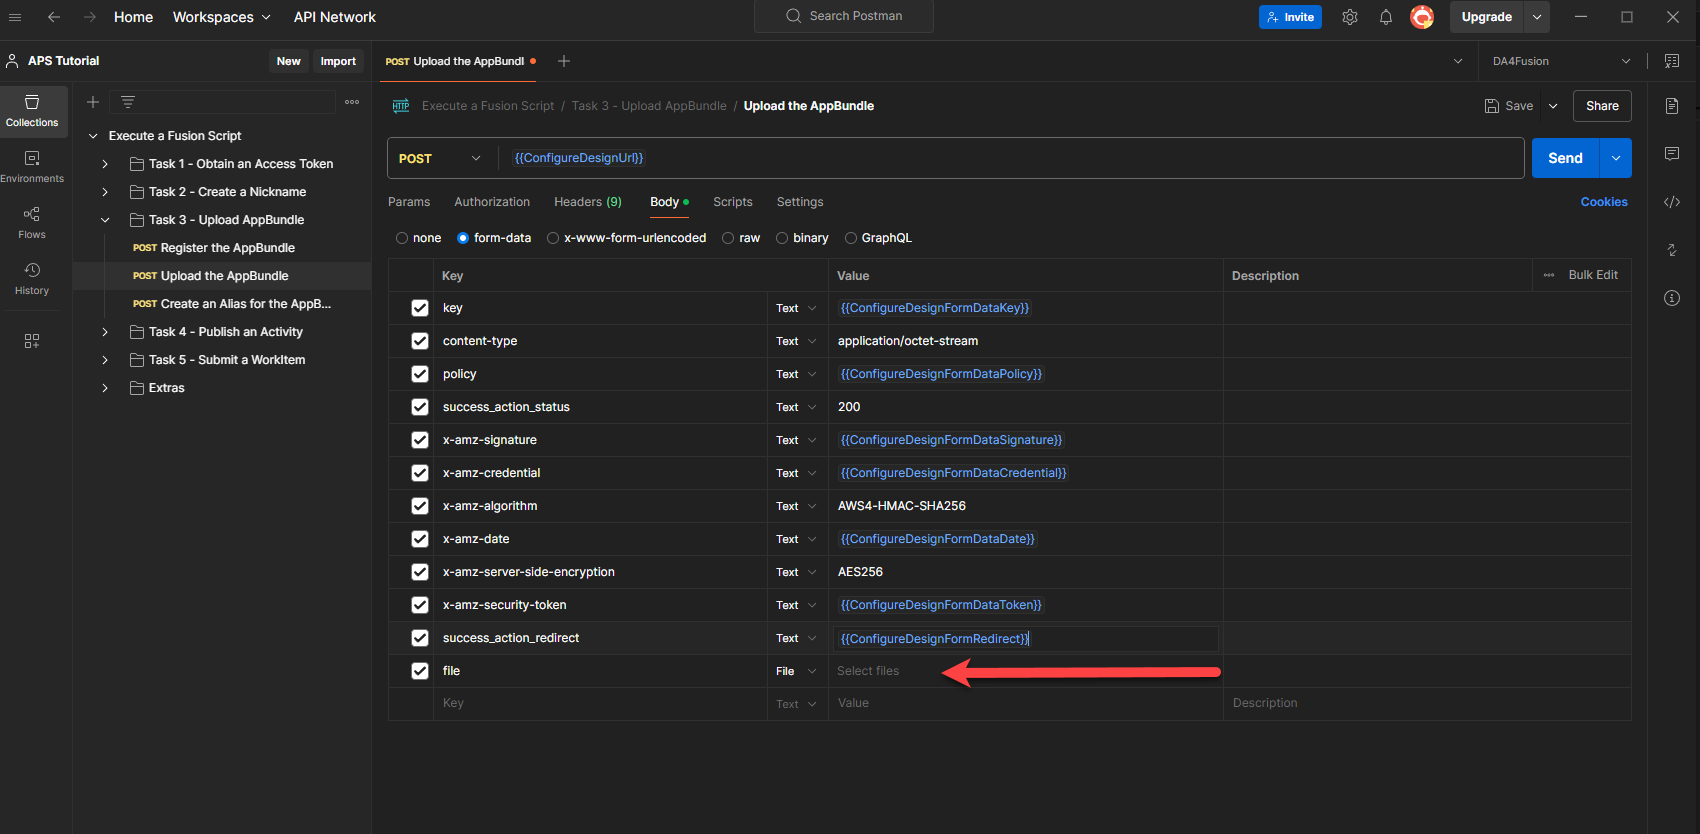 Home Workspaces API Network Search Postman Invite Upgrade
APS Tutorial New Import POST Upload the AppBundl DA4Fusion
Collections
Environments
Flows
History
Execute a Fusion Script
Task 1 - Obtain an Access Token
Task 2 - Create a Nickname
Task 3 - Upload AppBundle
POST Register the AppBundle
POST Upload the AppBundle
POST Create an Alias for the AppB...
Task 4 - Publish an Activity
Task 5 - Submit a WorkItem
Extras
HTTP Execute a Fusion Script / Task 3 - Upload AppBundle / Upload the AppBundle Save Share
POST {{ConfigureDesignUrl}} Send
Params Authorization Headers (9) Body Scripts Settings Cookies
none form-data x-www-form-urlencoded raw binary GraphQL
Key Value Description Bulk Edit
key Text {{ConfigureDesignFormDataKey}}
content-type Text application/octet-stream
policy Text {{ConfigureDesignFormDataPolicy}}
success_action_status Text 200
x-amz-signature Text {{ConfigureDesignFormDataSignature}}
x-amz-credential Text {{ConfigureDesignFormDataCredential}}
x-amz-algorithm Text AWS4-HMAC-SHA256
x-amz-date Text {{ConfigureDesignFormDataDate}}
x-amz-server-side-encryption Text AES256
x-amz-security-token Text {{ConfigureDesignFormDataToken}}
success_action_redirect Text {{ConfigureDesignFormRedirect}}
file File Select files
Key Text Value Description